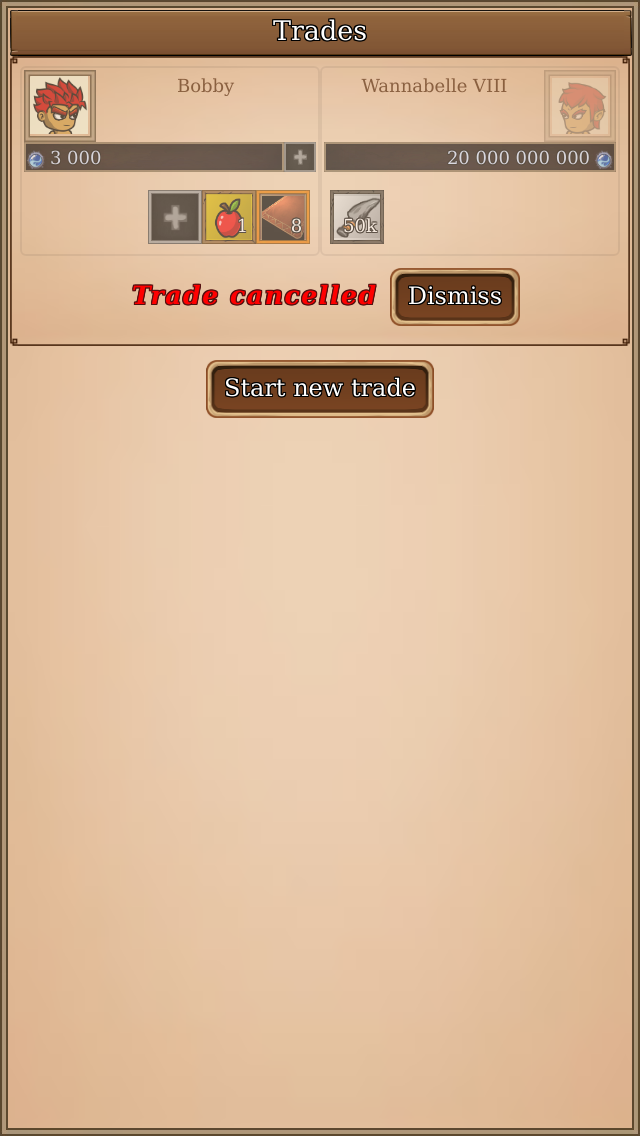 Trades
Bobby
Wannabelle VIII
3 000
20 000 000 000
1
8
50k
Trade cancelled
Dismiss
Start new trade